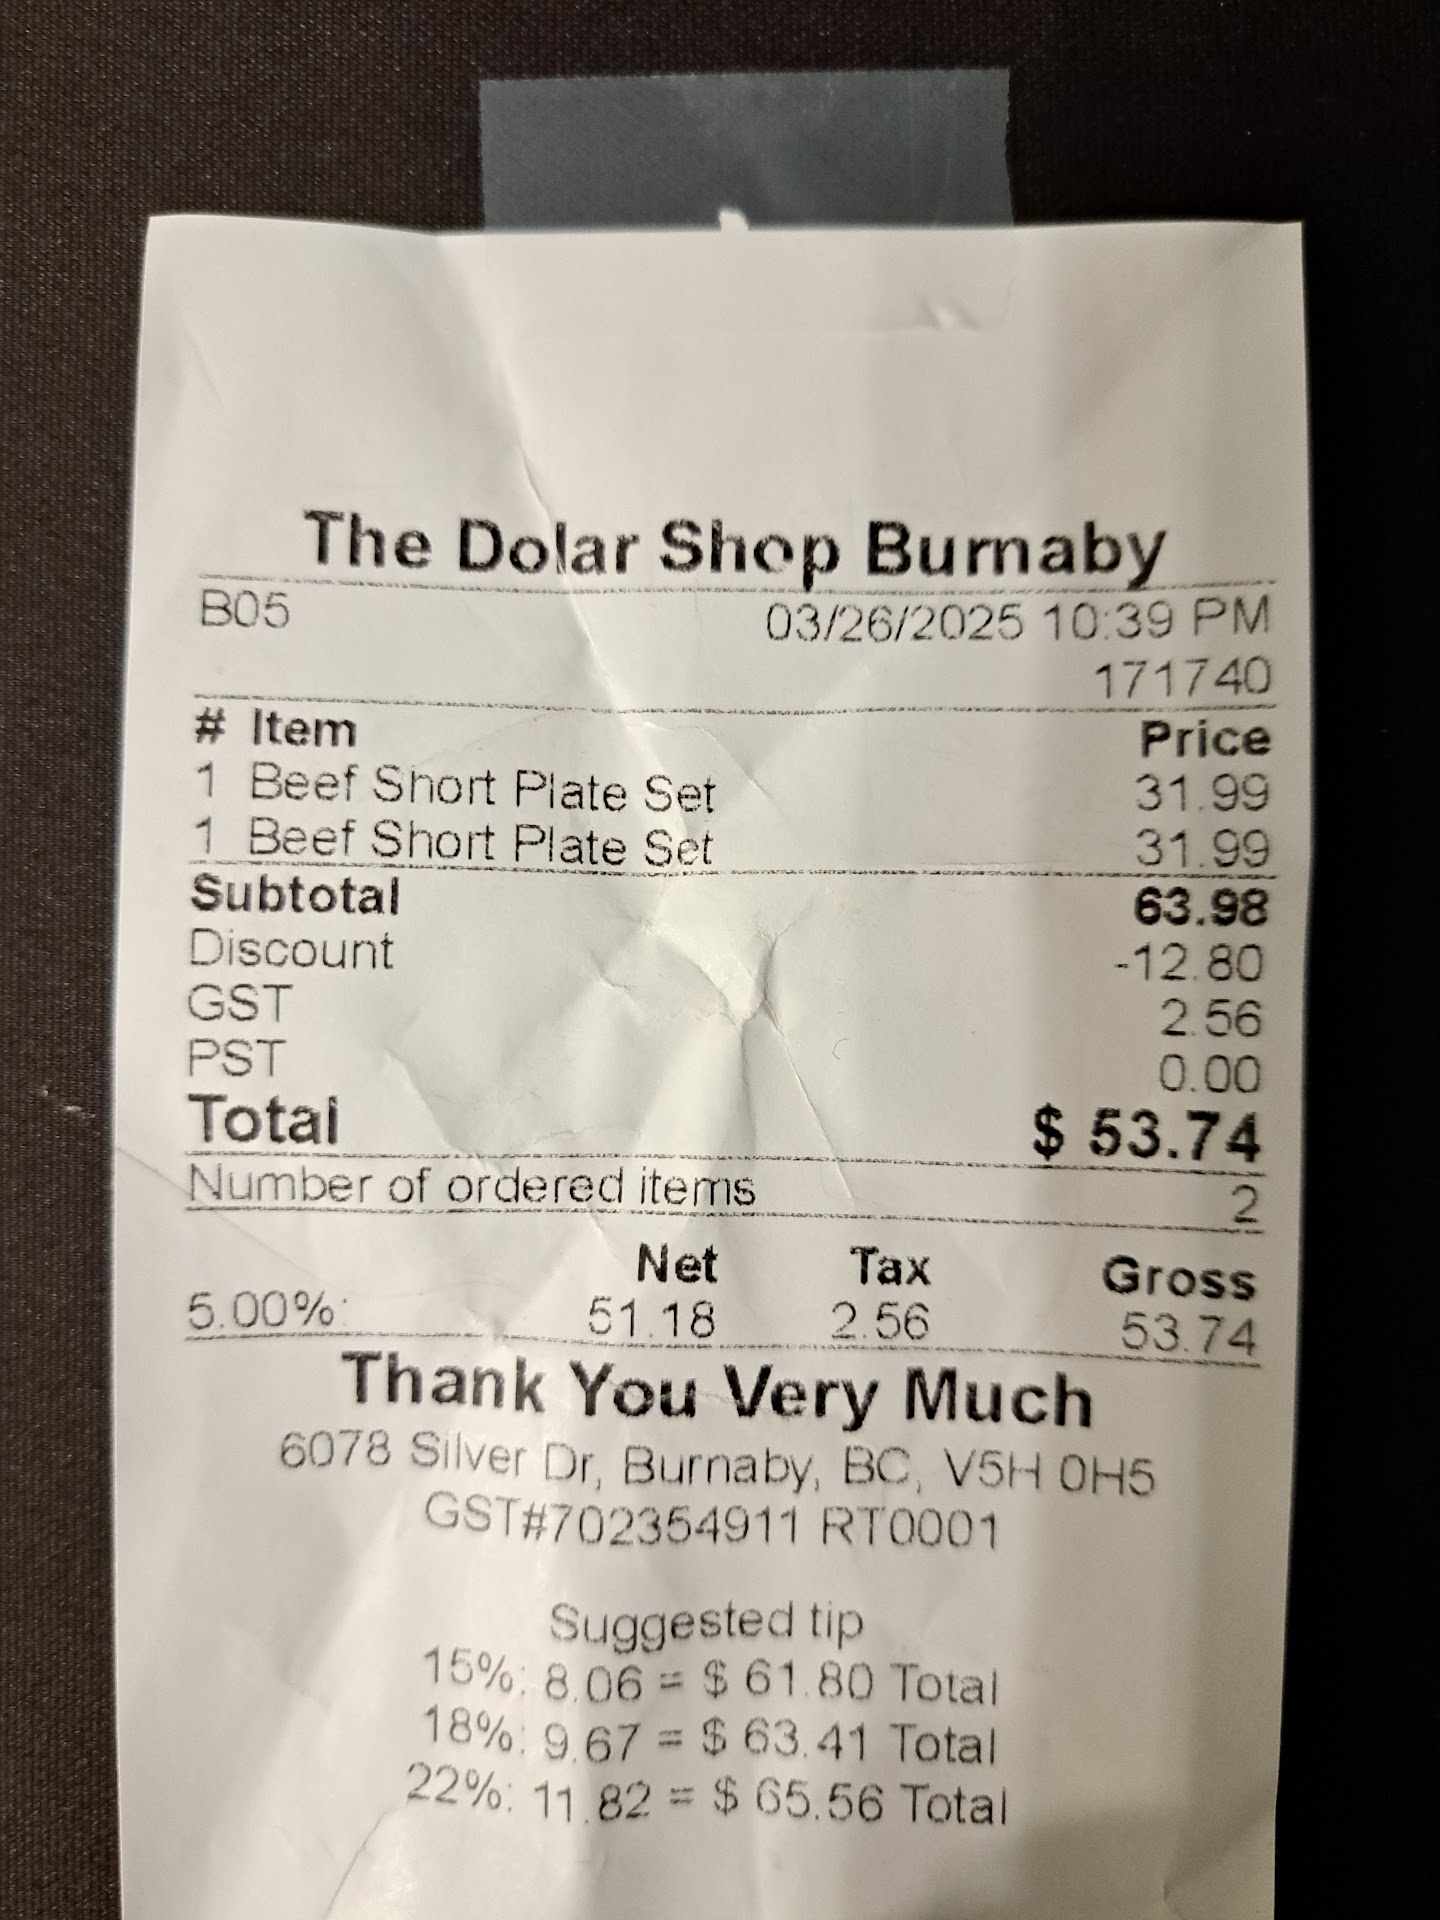 The Dolar Shop Burnaby
B05 03/26/2025 10:39 PM
171740
# Item Price
1 Beef Short Plate Set 31.99
1 Beef Short Plate Set 31.99
Subtotal 63.98
Discount -12.80
GST 2.56
PST 0.00
Total $ 53.74
Number of ordered items 2
Net Tax Gross
5.00%: 51.18 2.56 53.74
Thank You Very Much
6078 Silver Dr, Burnaby, BC, V5H 0H5
GST#702354911 RT0001
Suggested tip
15%: 8.06 = $ 61.80 Total
18%: 9.67 = $ 63.41 Total
22%: 11.82 = $ 65.56 Total